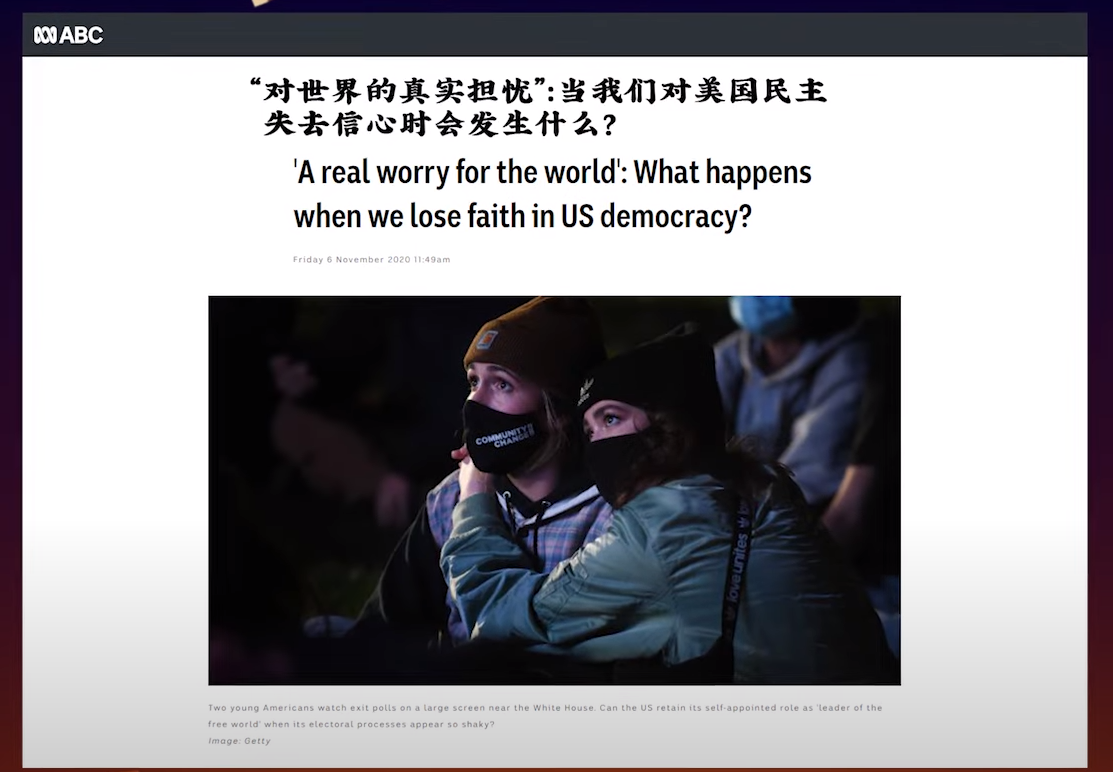 ABC
“对世界的真实担忧”:当我们对美国民主
失去信心时会发生什么?
'A real worry for the world': What happens
when we lose faith in US democracy?
Friday 6 November 2020 11:49am
COMMUNITY
CHANGE
adidas
love unites
Two young Americans watch exit polls on a large screen near the White House. Can the US retain its self-appointed role as 'leader of the
free world' when its electoral processes appear so shaky?
Image: Getty